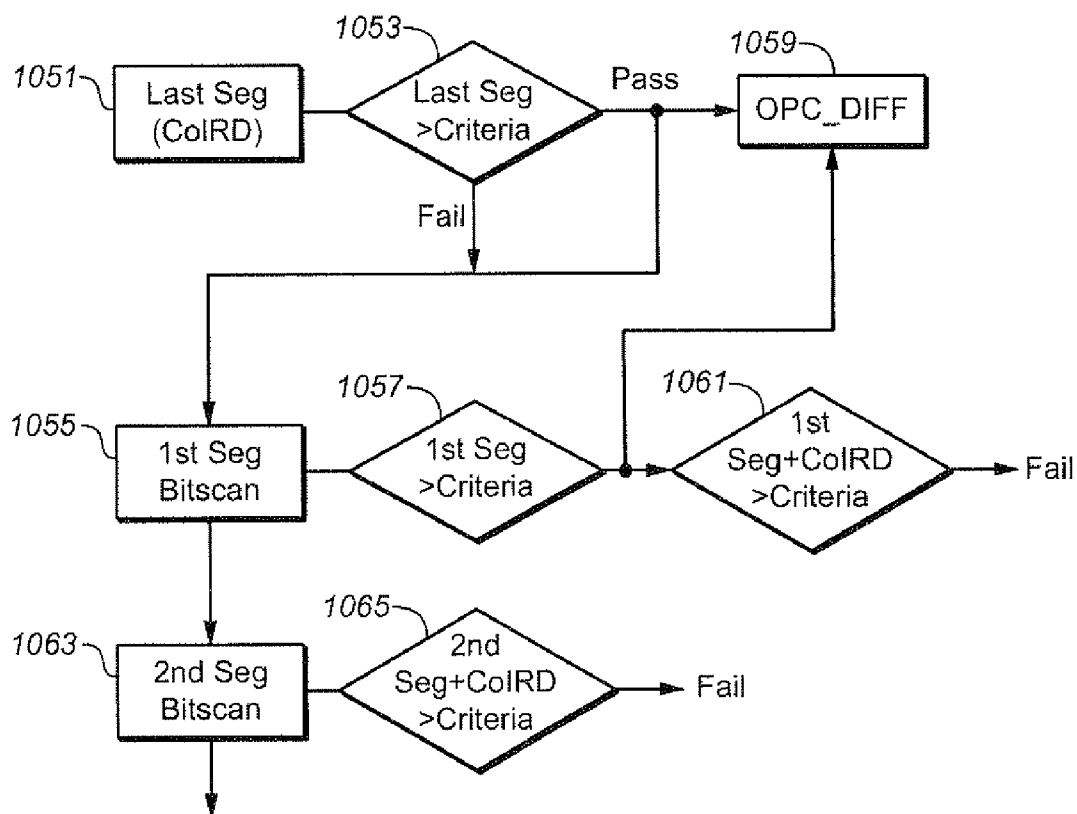 1051
Last Seg
(ColRD)
1053
Last Seg
>Criteria
Pass
Fail
1059
OPC_DIFF
1055
1st Seg
Bitscan
1057
1st Seg
>Criteria
1061
1st
Seg+ColRD
>Criteria
Fail
1063
2nd Seg
Bitscan
1065
2nd
Seg+ColRD
>Criteria
Fail